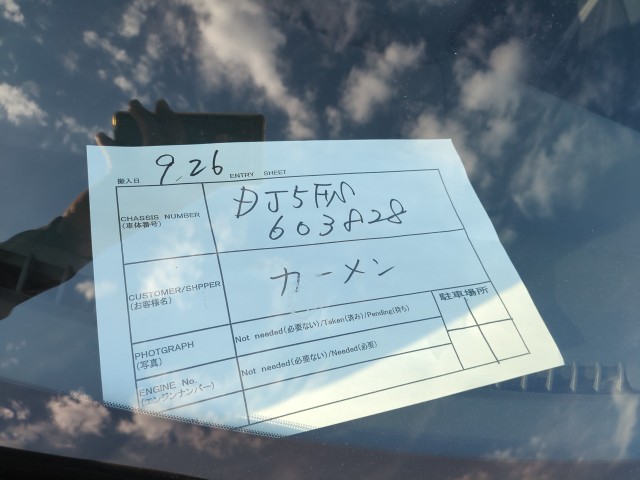 搬入日 9.26 ENTRY SHEET
CHASSIS NUMBER
(車体番号)
DJ5FW
603828
CUSTOMER/SHPPER
(お客様名)
カーメン
PHOTGRAPH
(写真)
Not needed(必要ない)/Taken(済み)/Pending(待ち)
駐車場所
ENGINE No.
(エンジンナンバー)
Not needed(必要ない)/Needed(必要)